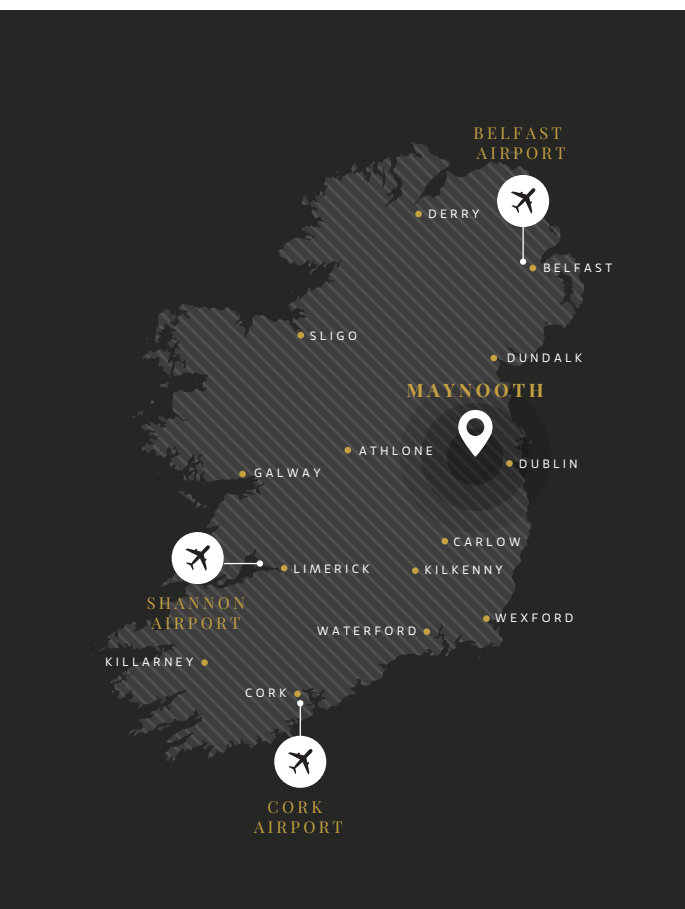 BELFAST
AIRPORT
DERRY
BELFAST
SLIGO
DUNDALK
MAYNOOTH
ATHLONE
DUBLIN
GALWAY
CARLOW
LIMERICK
KILKENNY
SHANNON
AIRPORT
WEXFORD
WATERFORD
KILLARNEY
CORK
CORK
AIRPORT